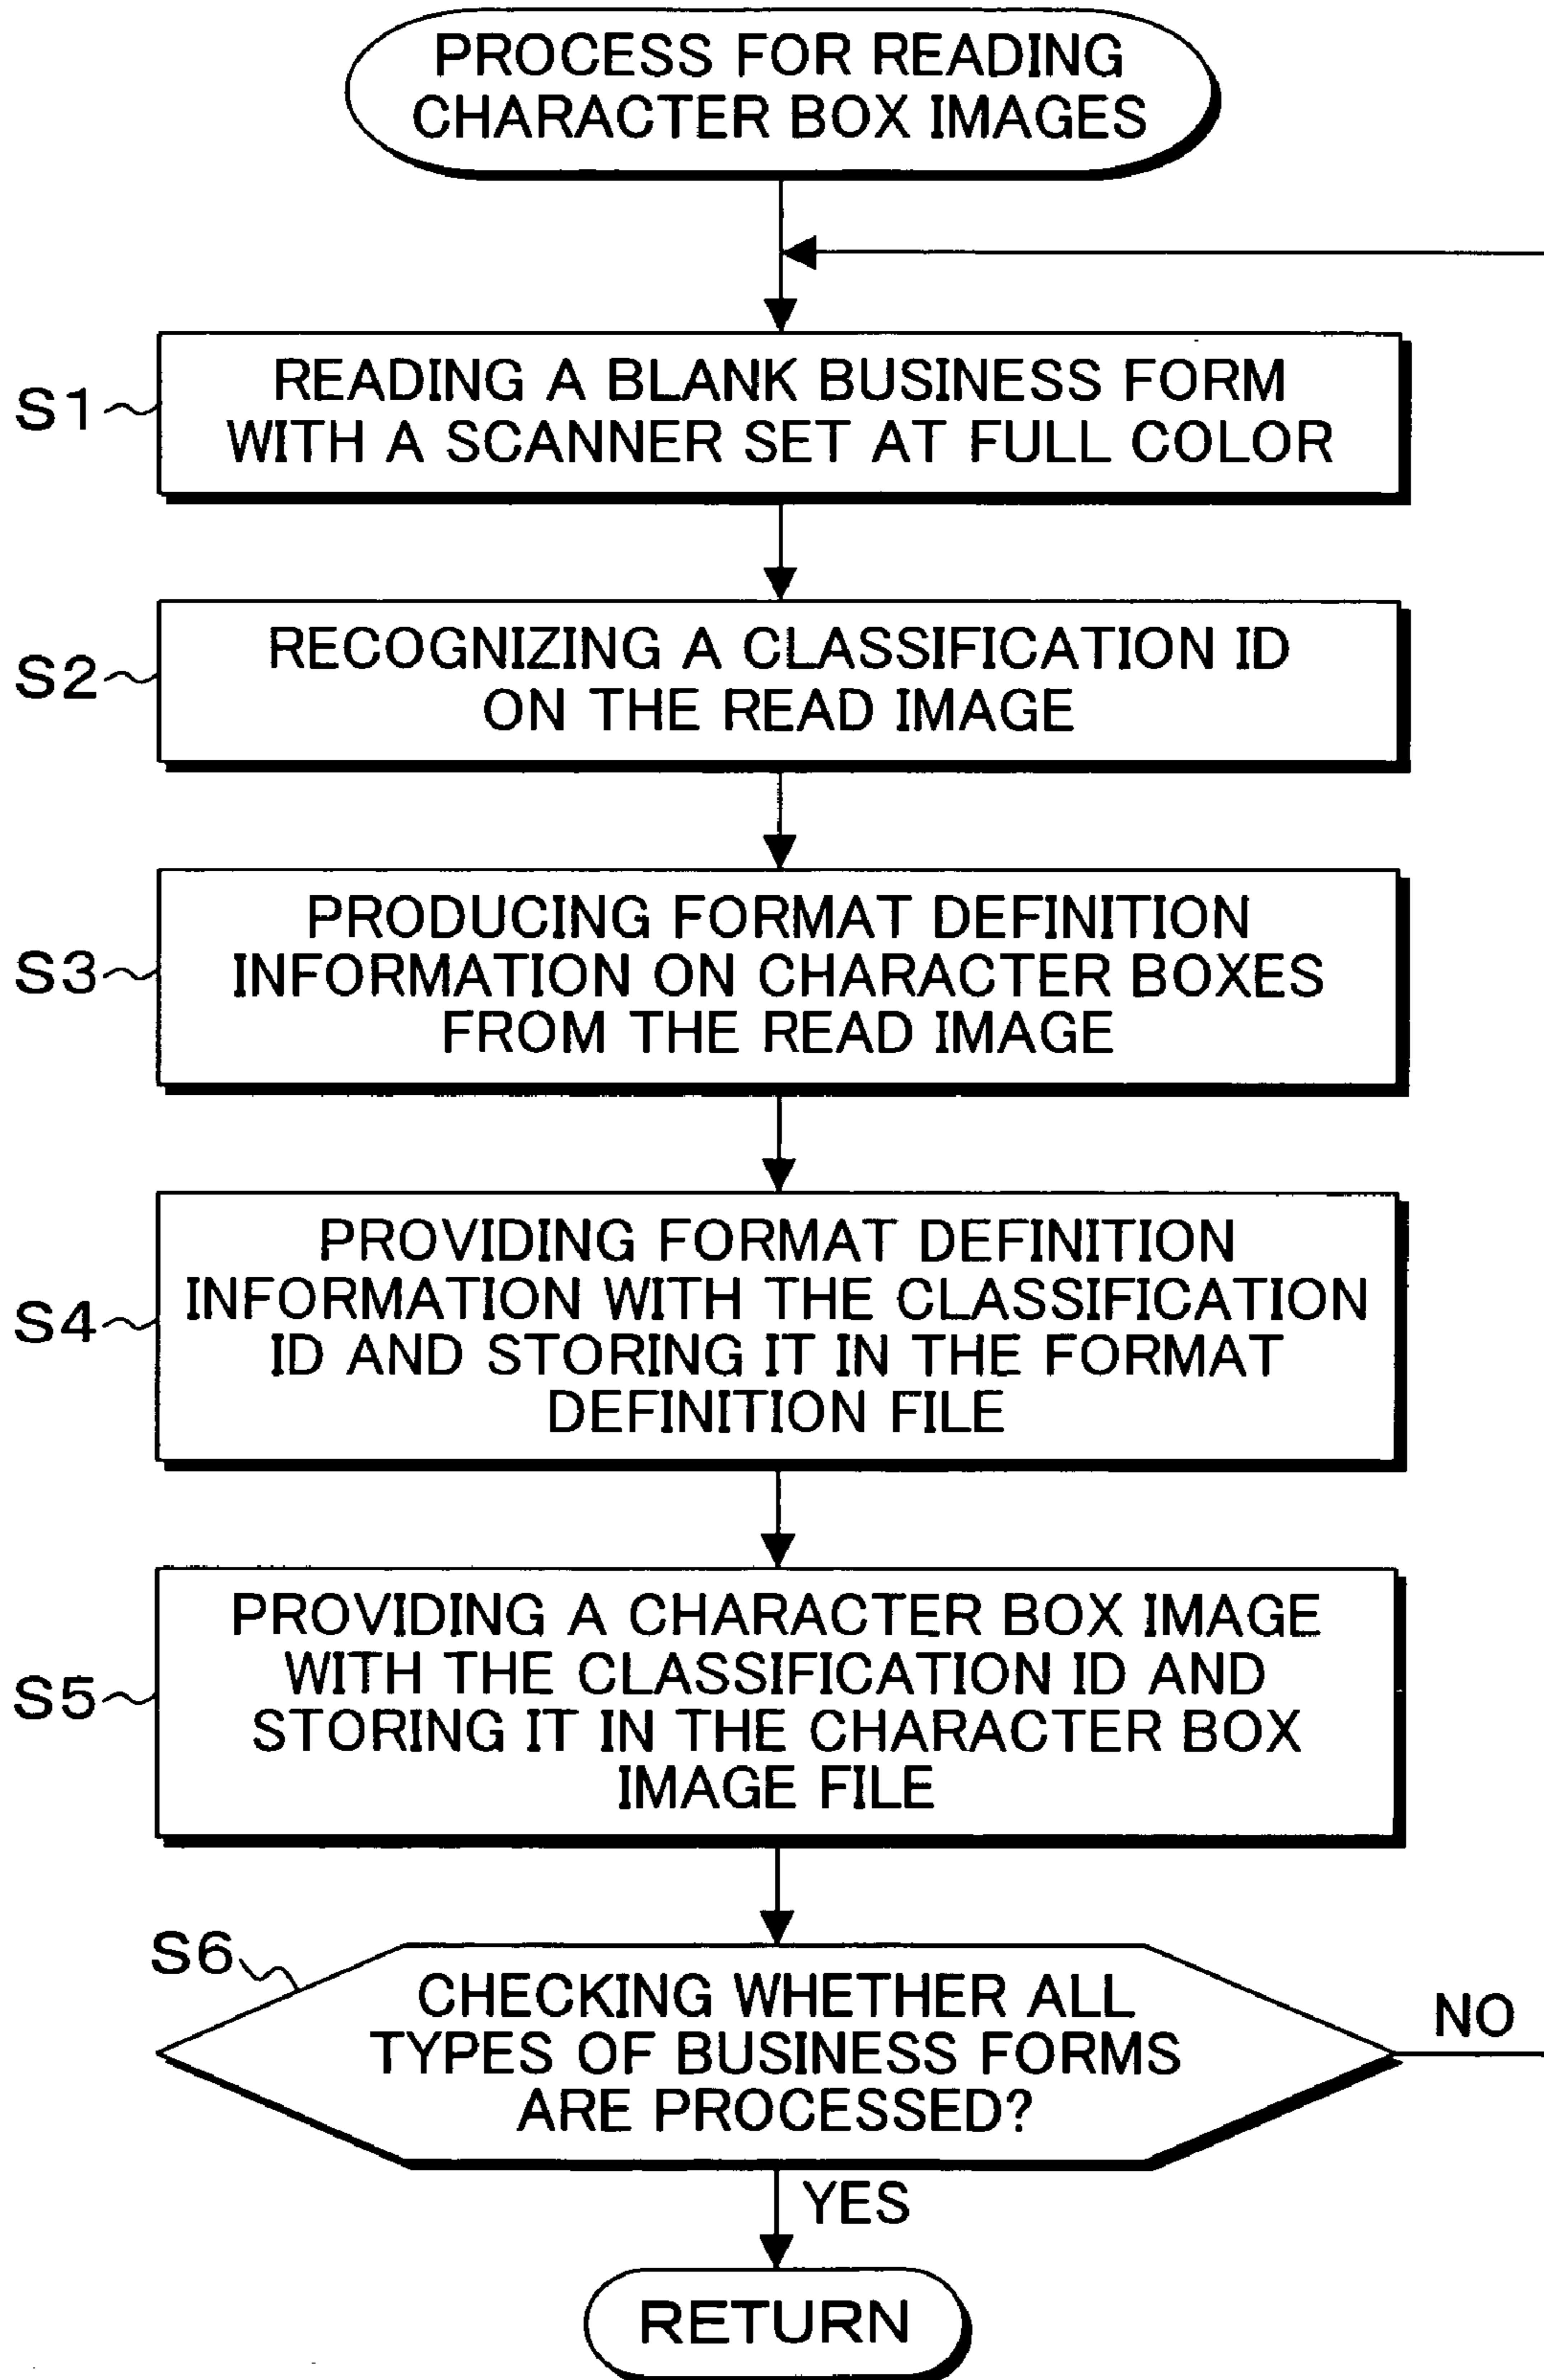 PROCESS FOR READING
CHARACTER BOX IMAGES
S1
READING A BLANK BUSINESS FORM
WITH A SCANNER SET AT FULL COLOR
S2
RECOGNIZING A CLASSIFICATION ID
ON THE READ IMAGE
S3
PRODUCING FORMAT DEFINITION
INFORMATION ON CHARACTER BOXES
FROM THE READ IMAGE
S4
PROVIDING FORMAT DEFINITION
INFORMATION WITH THE CLASSIFICATION
ID AND STORING IT IN THE FORMAT
DEFINITION FILE
S5
PROVIDING A CHARACTER BOX IMAGE
WITH THE CLASSIFICATION ID AND
STORING IT IN THE CHARACTER BOX
IMAGE FILE
S6
CHECKING WHETHER ALL
TYPES OF BUSINESS FORMS
ARE PROCESSED?
NO
YES
RETURN